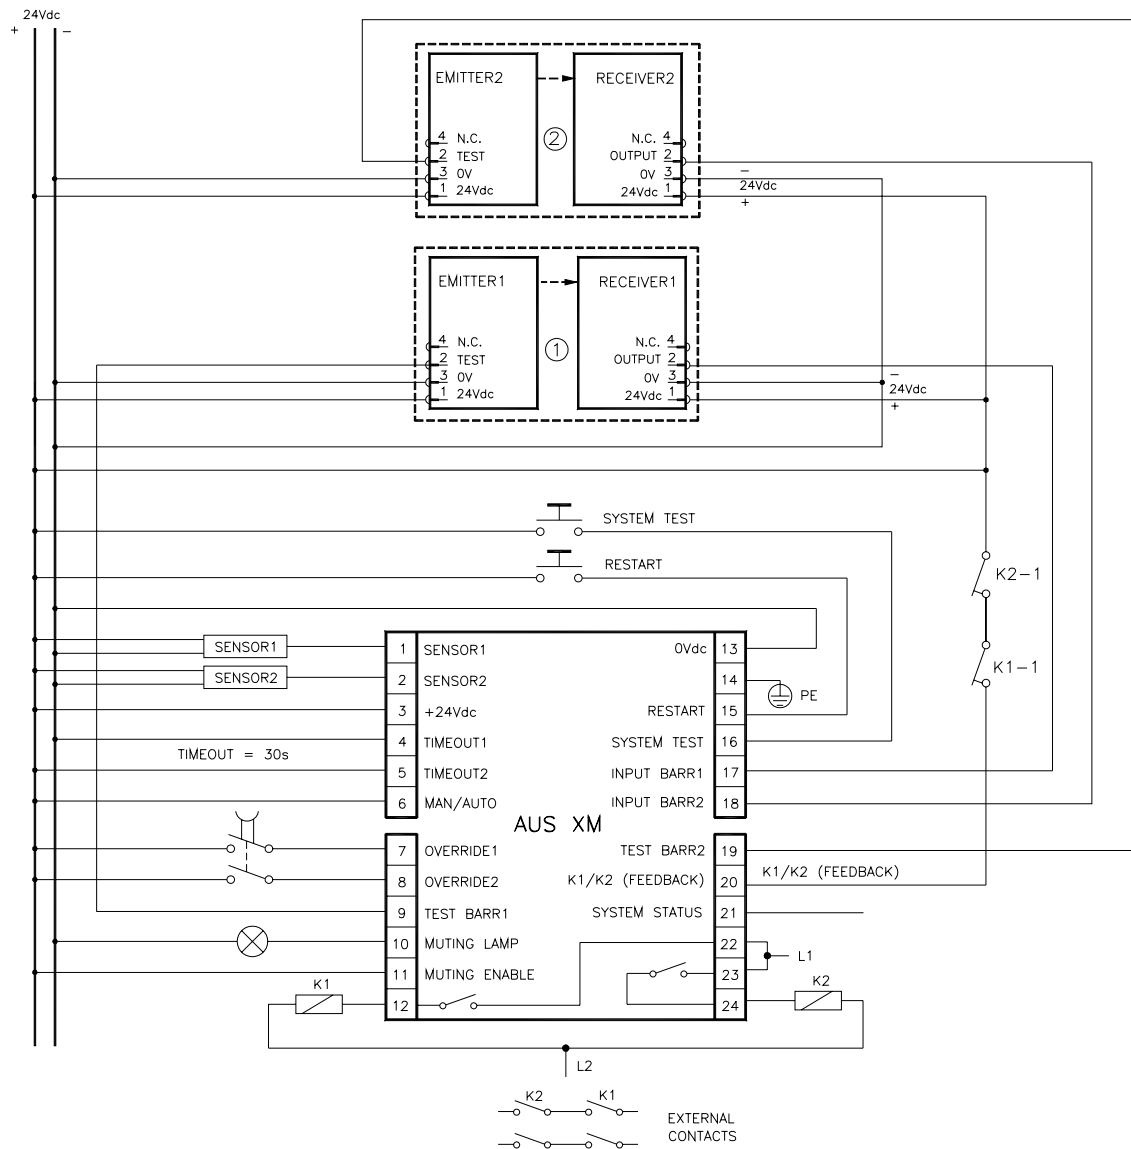 24Vdc
+ −
EMITTER2
4 N.C.
2 TEST
3 0V
1 24Vdc
2
RECEIVER2
N.C. 4
OUTPUT 2
0V 3
24Vdc 1
−
24Vdc
+
EMITTER1
4 N.C.
2 TEST
3 0V
1 24Vdc
1
RECEIVER1
N.C. 4
OUTPUT 2
0V 3
24Vdc 1
−
24Vdc
+
SYSTEM TEST
RESTART
K2-1
K1-1
SENSOR1
SENSOR2
TIMEOUT = 30s
1 SENSOR1
2 SENSOR2
3 +24Vdc
4 TIMEOUT1
5 TIMEOUT2
6 MAN/AUTO
AUS XM
7 OVERRIDE1
8 OVERRIDE2
9 TEST BARR1
10 MUTING LAMP
11 MUTING ENABLE
12
0Vdc 13
14
PE
RESTART 15
SYSTEM TEST 16
INPUT BARR1 17
INPUT BARR2 18
TEST BARR2 19
K1/K2 (FEEDBACK) 20
K1/K2 (FEEDBACK)
SYSTEM STATUS 21
22
23
24
L1
K1
K2
L2
K2 K1
EXTERNAL
CONTACTS